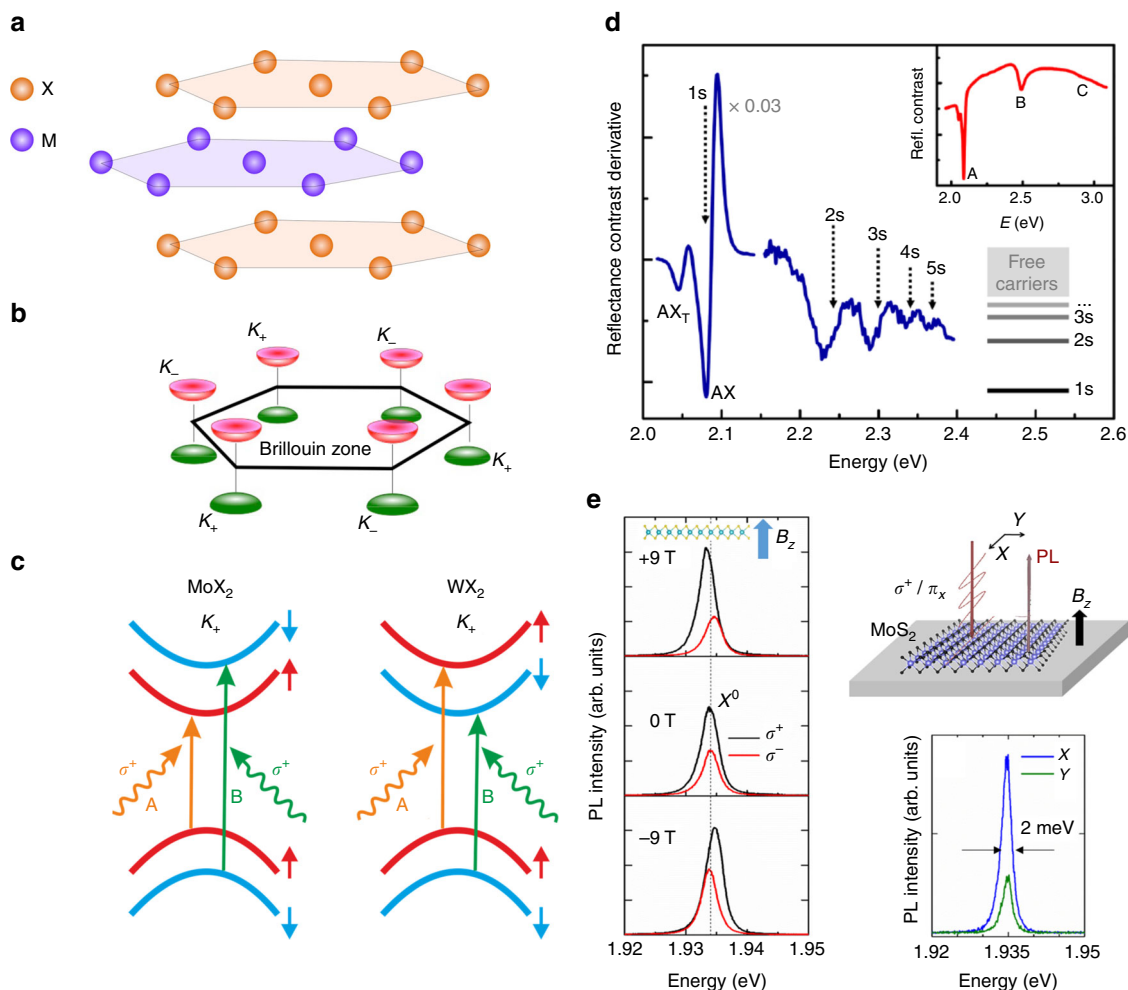 a
X
M
b
K+
K−
K−
K+
K+
K−
Brillouin zone
c
MoX2
K+
WX2
K+
σ+
A
B
σ+
σ+
A
B
σ+
d
Reflectance contrast derivative
1s
× 0.03
2s
3s
4s
5s
AXT
AX
2.0 2.1 2.2 2.3 2.4 2.5 2.6
Energy (eV)
Refl. contrast
A
B
C
2.0 2.5 3.0
E (eV)
Free
carriers
...
3s
2s
1s
e
PL intensity (arb. units)
Bz
+9 T
0 T
X0
σ+
σ−
−9 T
1.92 1.93 1.94 1.95
Energy (eV)
Y
X
PL
σ+ / πx
Bz
MoS2
PL intensity (arb. units)
X
Y
2 meV
1.92 1.935 1.95
Energy (eV)